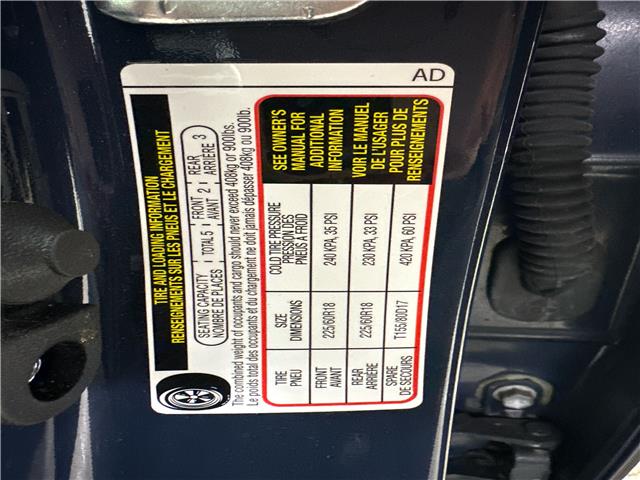 TIRE AND LOADING INFORMATION
RENSEIGNEMENTS SUR LES PNEUS ET LE CHARGEMENT
SEATING CAPACITY
NOMBRE DE PLACES
TOTAL 5
FRONT
AVANT 2
REAR
ARRIÈRE 3
The combined weight of occupants and cargo should never exceed 408kg or 900lbs.
Le poids total des occupants et du chargement ne doit jamais dépasser 408kg ou 900lb.
TIRE
PNEU
SIZE
DIMENSIONS
COLD TIRE PRESSURE
PRESSION DES
PNEUS A FROID
FRONT
AVANT
225/60R18
240 KPA, 35 PSI
REAR
ARRIÈRE
225/60R18
230 KPA, 33 PSI
SPARE
DE SECOURS
T155/80D17
420 KPA, 60 PSI
SEE OWNER'S
MANUAL FOR
ADDITIONAL
INFORMATION
VOIR LE MANUEL
DE L'USAGER
POUR PLUS DE
RENSEIGNEMENTS
AD